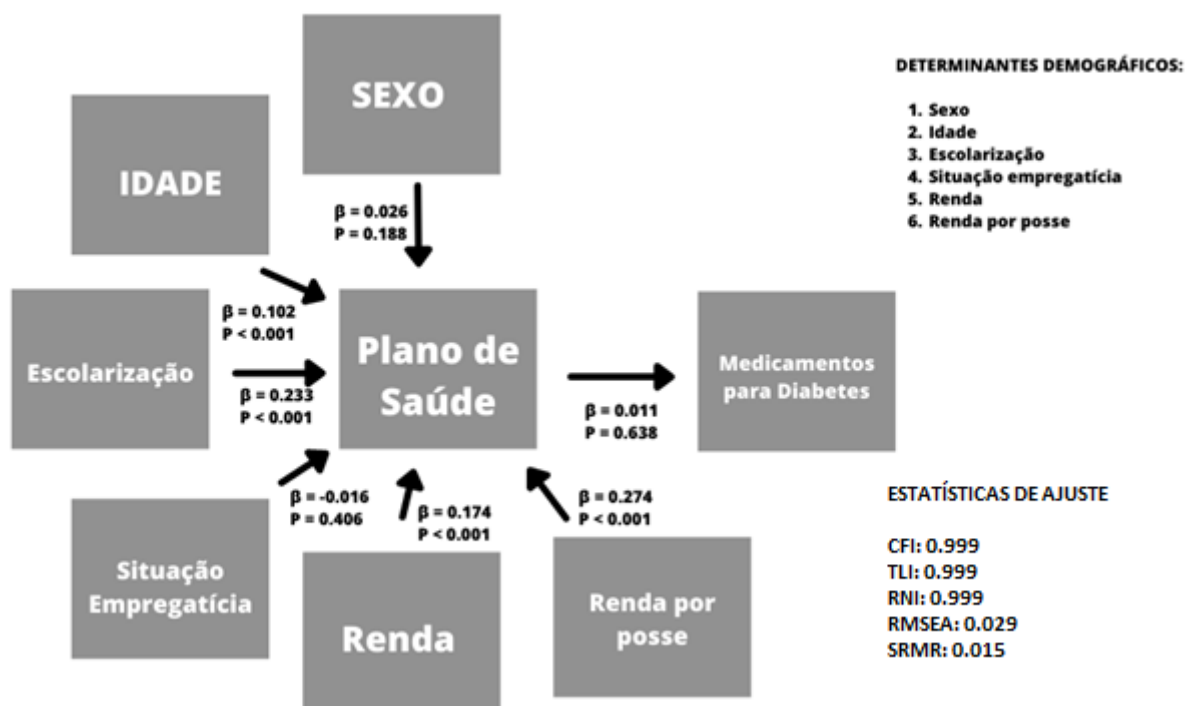 SEXO
DETERMINANTES DEMOGRÁFICOS:
1. Sexo
2. Idade
3. Escolarização
4. Situação empregatícia
5. Renda
6. Renda por posse
IDADE
β = 0.026
P = 0.188
β = 0.102
P < 0.001
Escolarização
β = 0.233
P < 0.001
Plano de
Saúde
β = 0.011
P = 0.638
Medicamentos
para Diabetes
Situação
Empregatícia
β = -0.016
P = 0.406
β = 0.174
P < 0.001
Renda
β = 0.274
P < 0.001
Renda por
posse
ESTATÍSTICAS DE AJUSTE
CFI: 0.999
TLI: 0.999
RNI: 0.999
RMSEA: 0.029
SRMR: 0.015